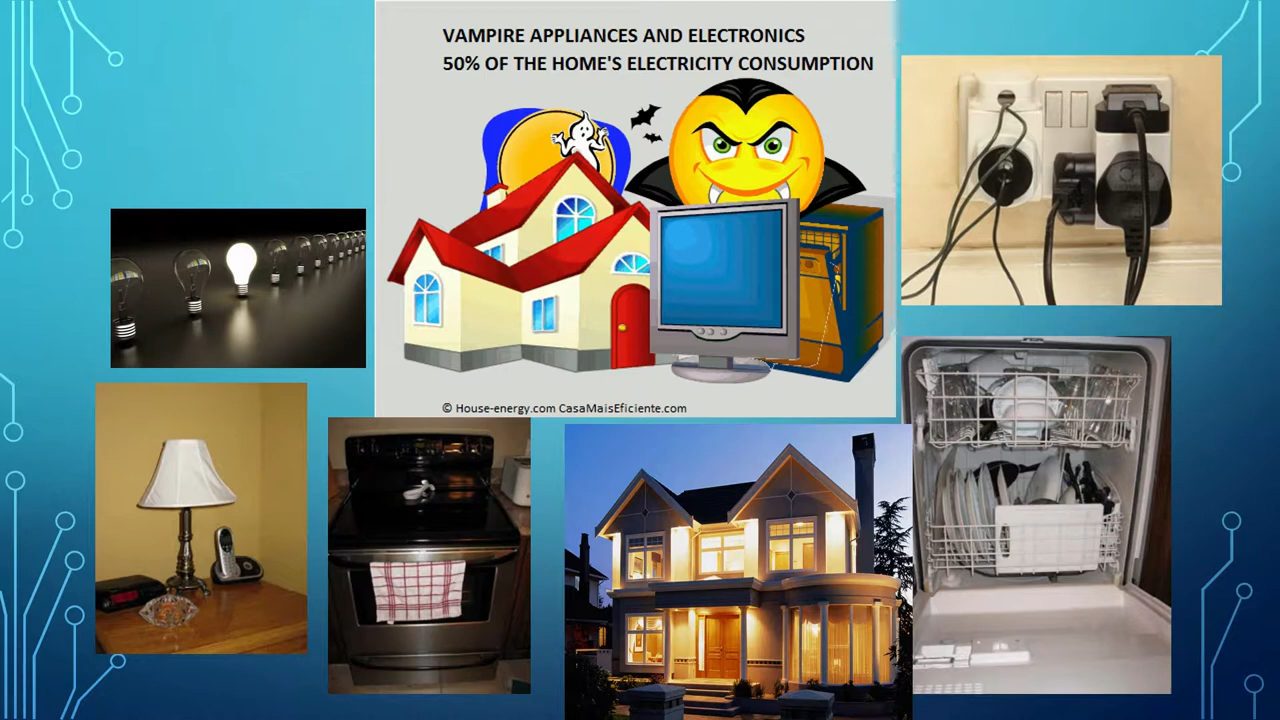 VAMPIRE APPLIANCES AND ELECTRONICS
50% OF THE HOME'S ELECTRICITY CONSUMPTION
© House-energy.com CasaMaisEficiente.com